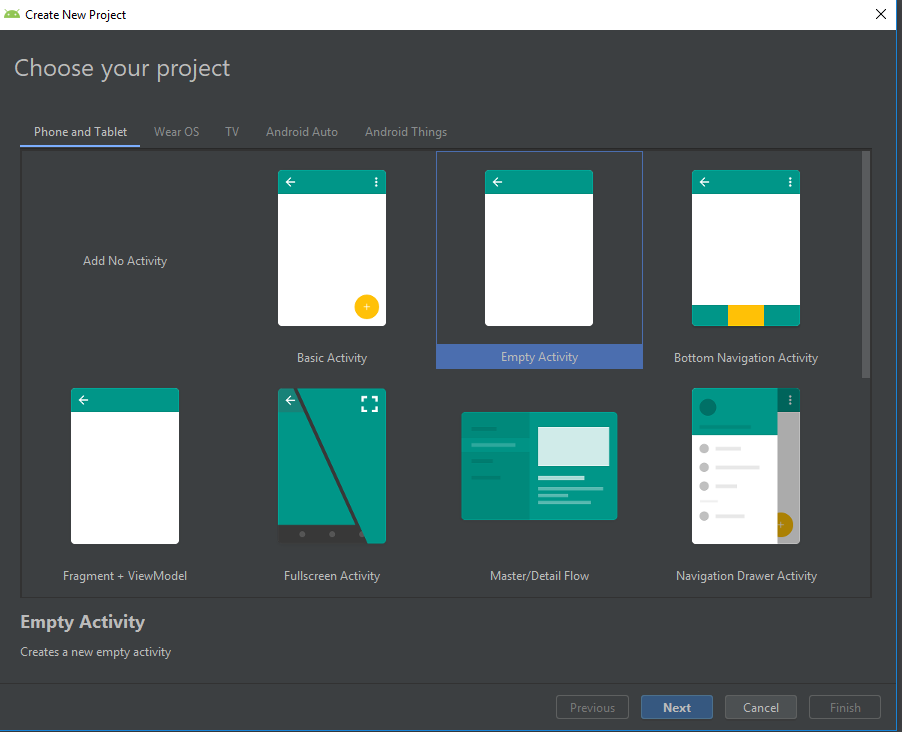 Create New Project
Choose your project
Phone and Tablet Wear OS TV Android Auto Android Things
Add No Activity
Basic Activity Empty Activity Bottom Navigation Activity
Fragment + ViewModel Fullscreen Activity Master/Detail Flow Navigation Drawer Activity
Empty Activity
Creates a new empty activity
Previous Next Cancel Finish